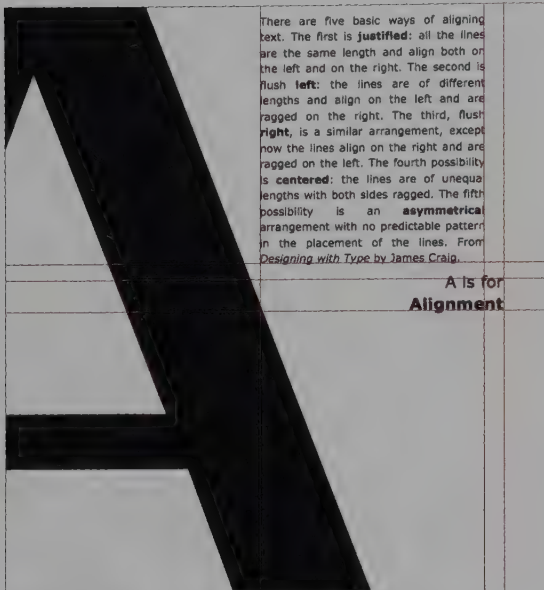 There are five basic ways of aligning
text. The first is justified: all the lines
are the same length and align both on
the left and on the right. The second is
flush left: the lines are of different
lengths and align on the left and are
ragged on the right. The third, flush
right, is a similar arrangement, except
now the lines align on the right and are
ragged on the left. The fourth possibility
is centered: the lines are of unequal
lengths with both sides ragged. The fifth
possibility is an asymmetrical
arrangement with no predictable pattern
in the placement of the lines. From
Designing with Type by James Craig.
A is for
Alignment
A